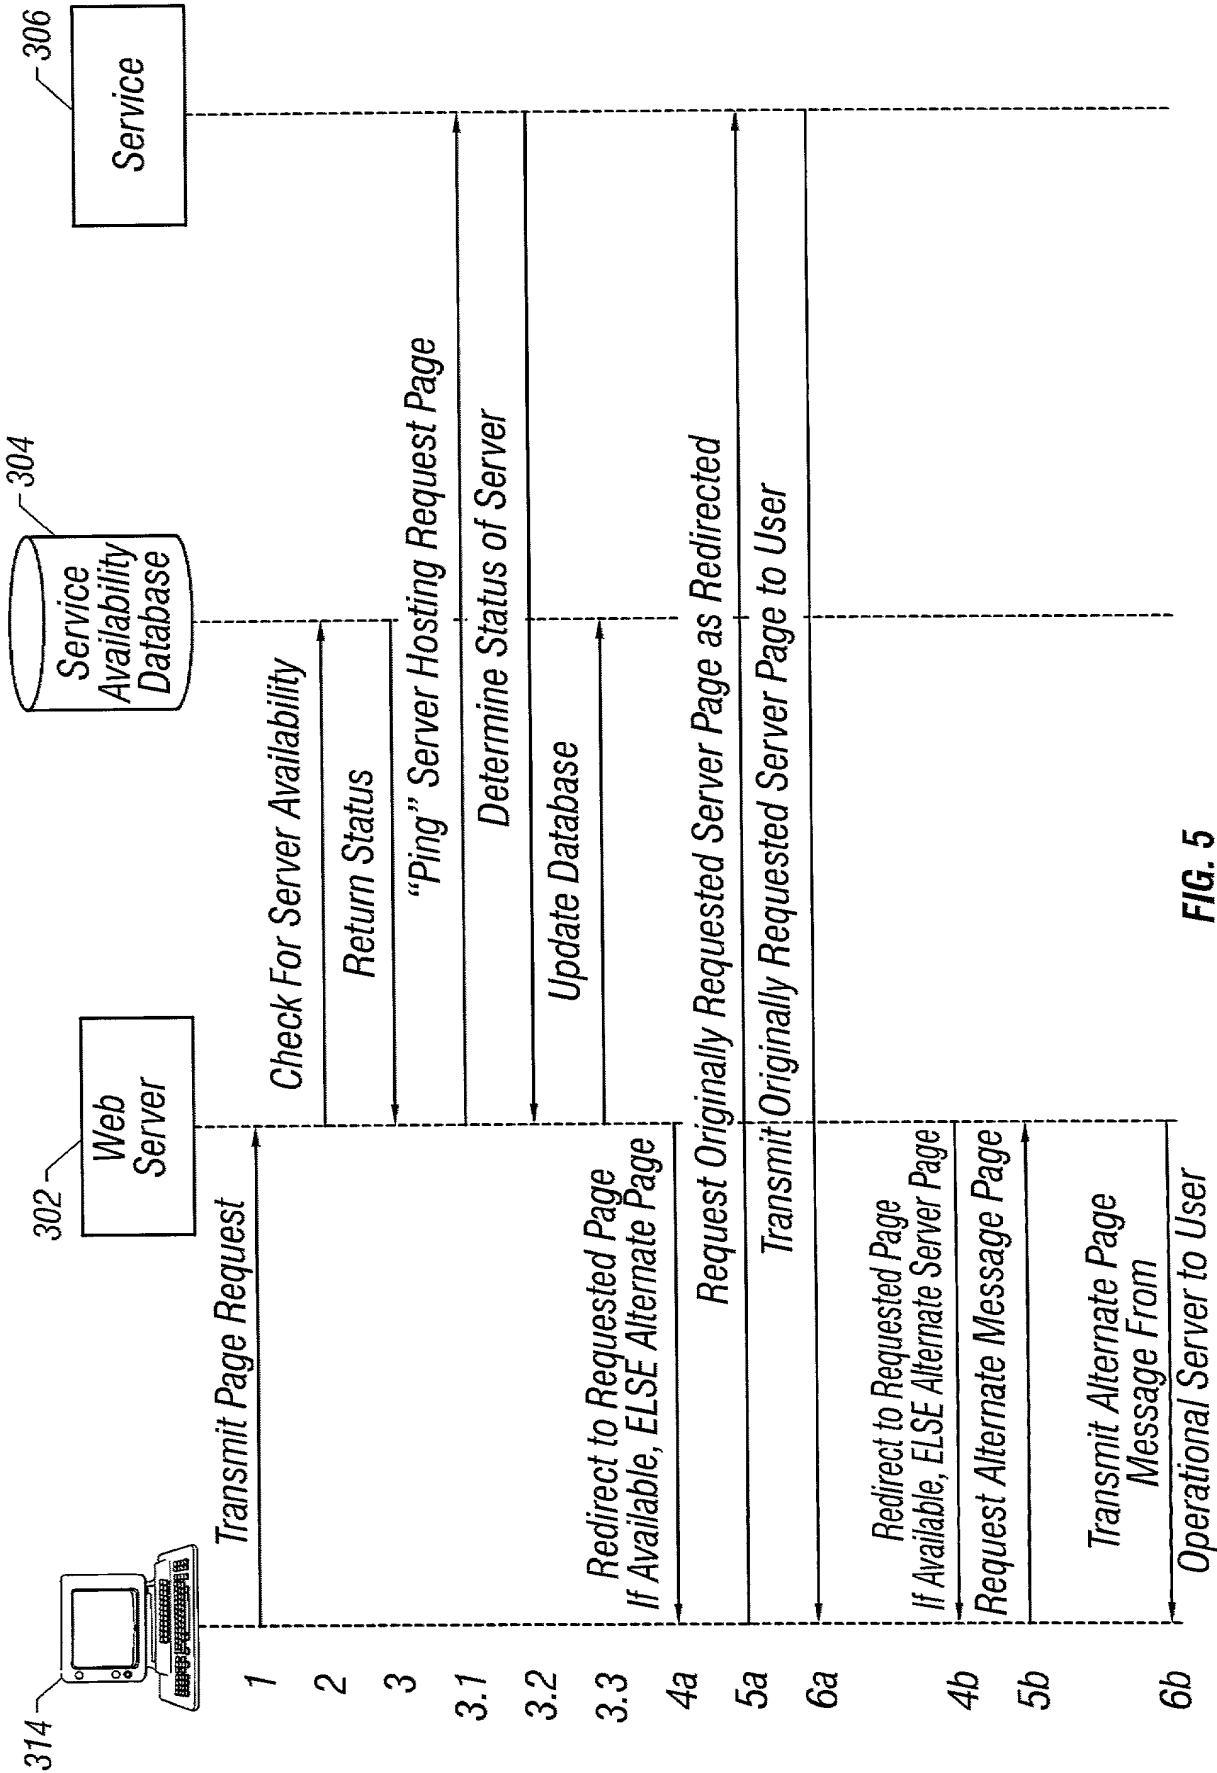 314
302
Web
Server
304
Service
Availability
Database
306
Service
1
Transmit Page Request
2
Check For Server Availability
3
Return Status
3.1
“Ping” Server Hosting Request Page
3.2
Determine Status of Server
3.3
Update Database
4a
Redirect to Requested Page
If Available, ELSE Alternate Page
5a
Request Originally Requested Server Page as Redirected
6a
Transmit Originally Requested Server Page to User
4b
Redirect to Requested Page
If Available, ELSE Alternate Server Page
5b
Request Alternate Message Page
6b
Transmit Alternate Page
Message From
Operational Server to User
FIG. 5